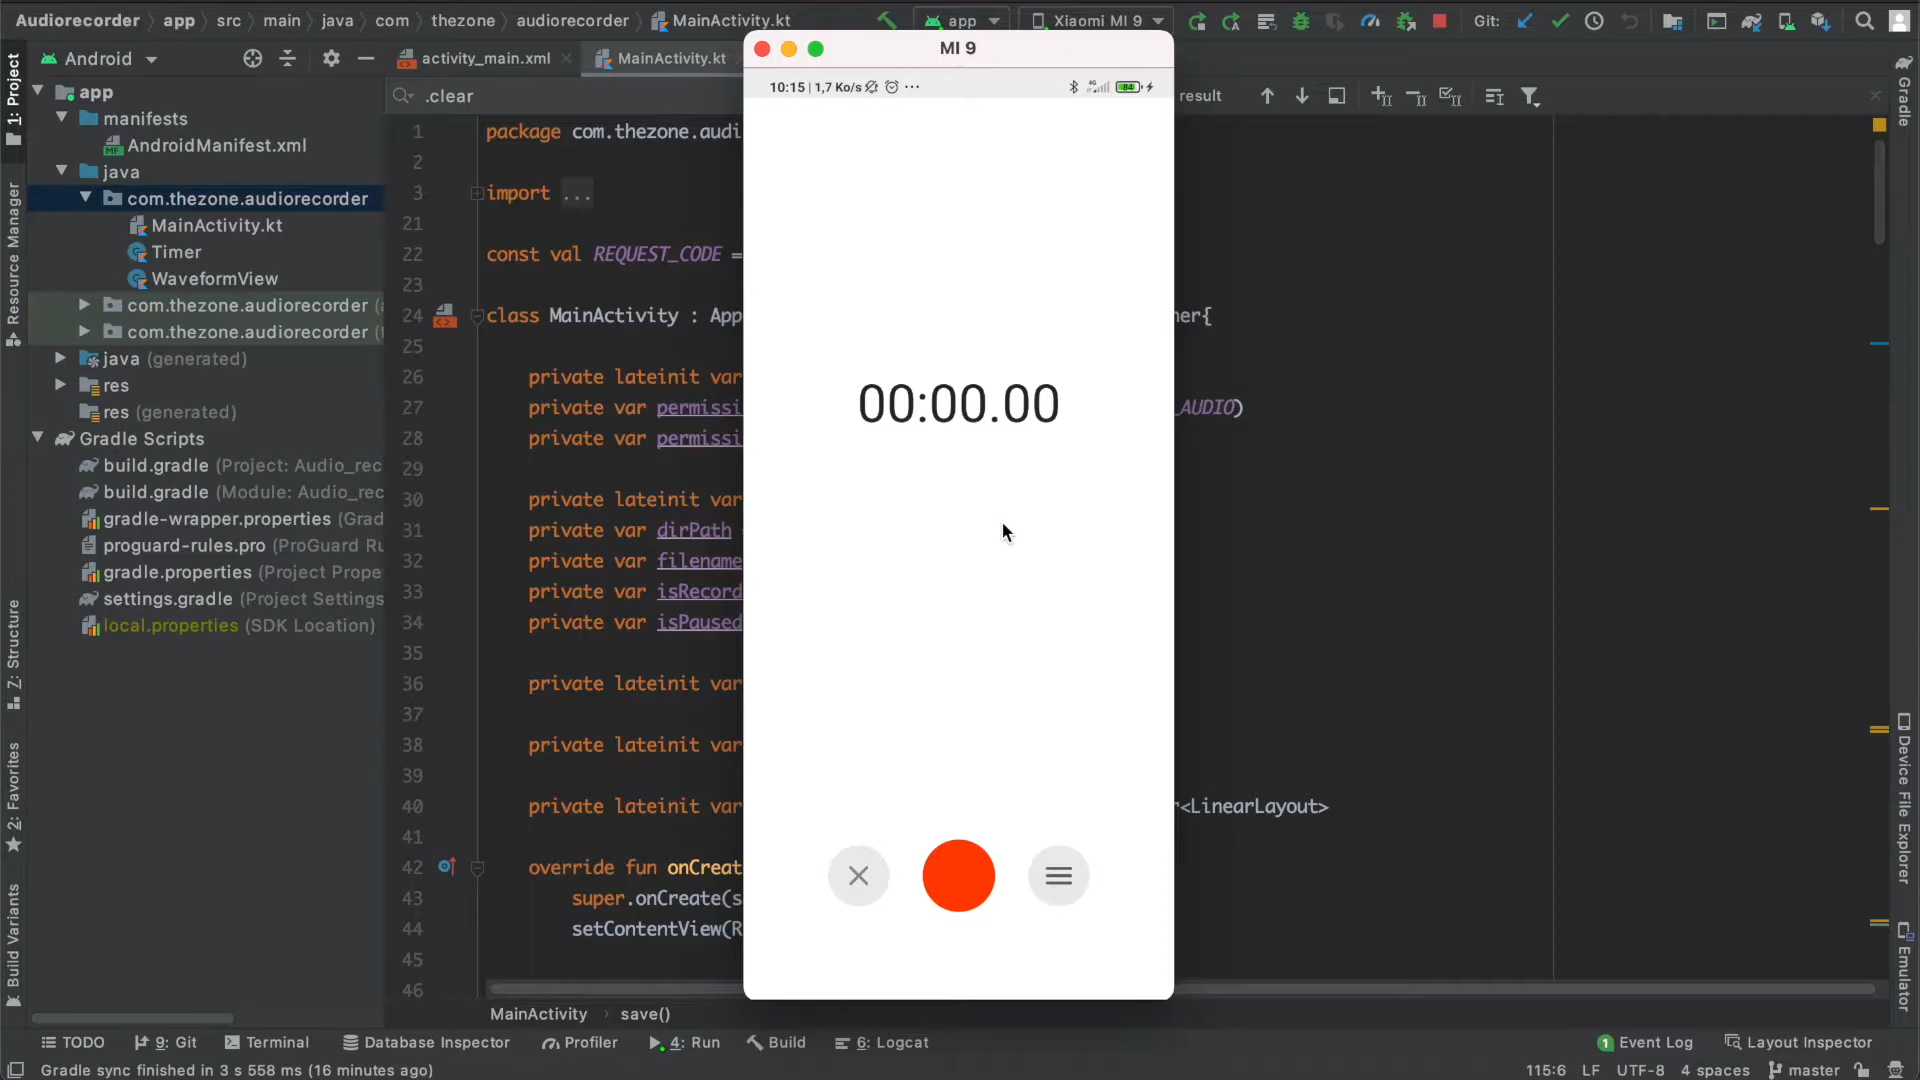 Audiorecorder app src main java com thezone audiorecorder MainActivity.kt app Xiaomi MI 9 Git:
Android activity_main.xml MainActivity.kt
.clear result
1: Project
Resource Manager
Z: Structure
2: Favorites
Build Variants
app
manifests
AndroidManifest.xml
java
com.thezone.audiorecorder
MainActivity.kt
Timer
WaveformView
com.thezone.audiorecorder
com.thezone.audiorecorder
java (generated)
res
res (generated)
Gradle Scripts
build.gradle (Project: Audio_rec
build.gradle (Module: Audio_rec
gradle-wrapper.properties (Grad
proguard-rules.pro (ProGuard Ru
gradle.properties (Project Prope
settings.gradle (Project Settings
local.properties (SDK Location)
1 package com.thezone.audi
2
3 import ...
21
22 const val REQUEST_CODE =
23
24 class MainActivity : App ner{
25
26 private lateinit var
27 private var permissi _AUDIO)
28 private var permissi
29
30 private lateinit var
31 private var dirPath
32 private var filename
33 private var isRecord
34 private var isPaused
35
36 private lateinit var
37
38 private lateinit var
39
40 private lateinit var <LinearLayout>
41
42 override fun onCreat
43 super.onCreate(s
44 setContentView(R
45
46
MI 9
10:15 | 1,7 Ko/s ... 4G 84
00:00.00
Gradle
Device File Explorer
Emulator
MainActivity save()
TODO 9: Git Terminal Database Inspector Profiler 4: Run Build 6: Logcat 1 Event Log Layout Inspector
Gradle sync finished in 3 s 558 ms (16 minutes ago) 115:6 LF UTF-8 4 spaces master